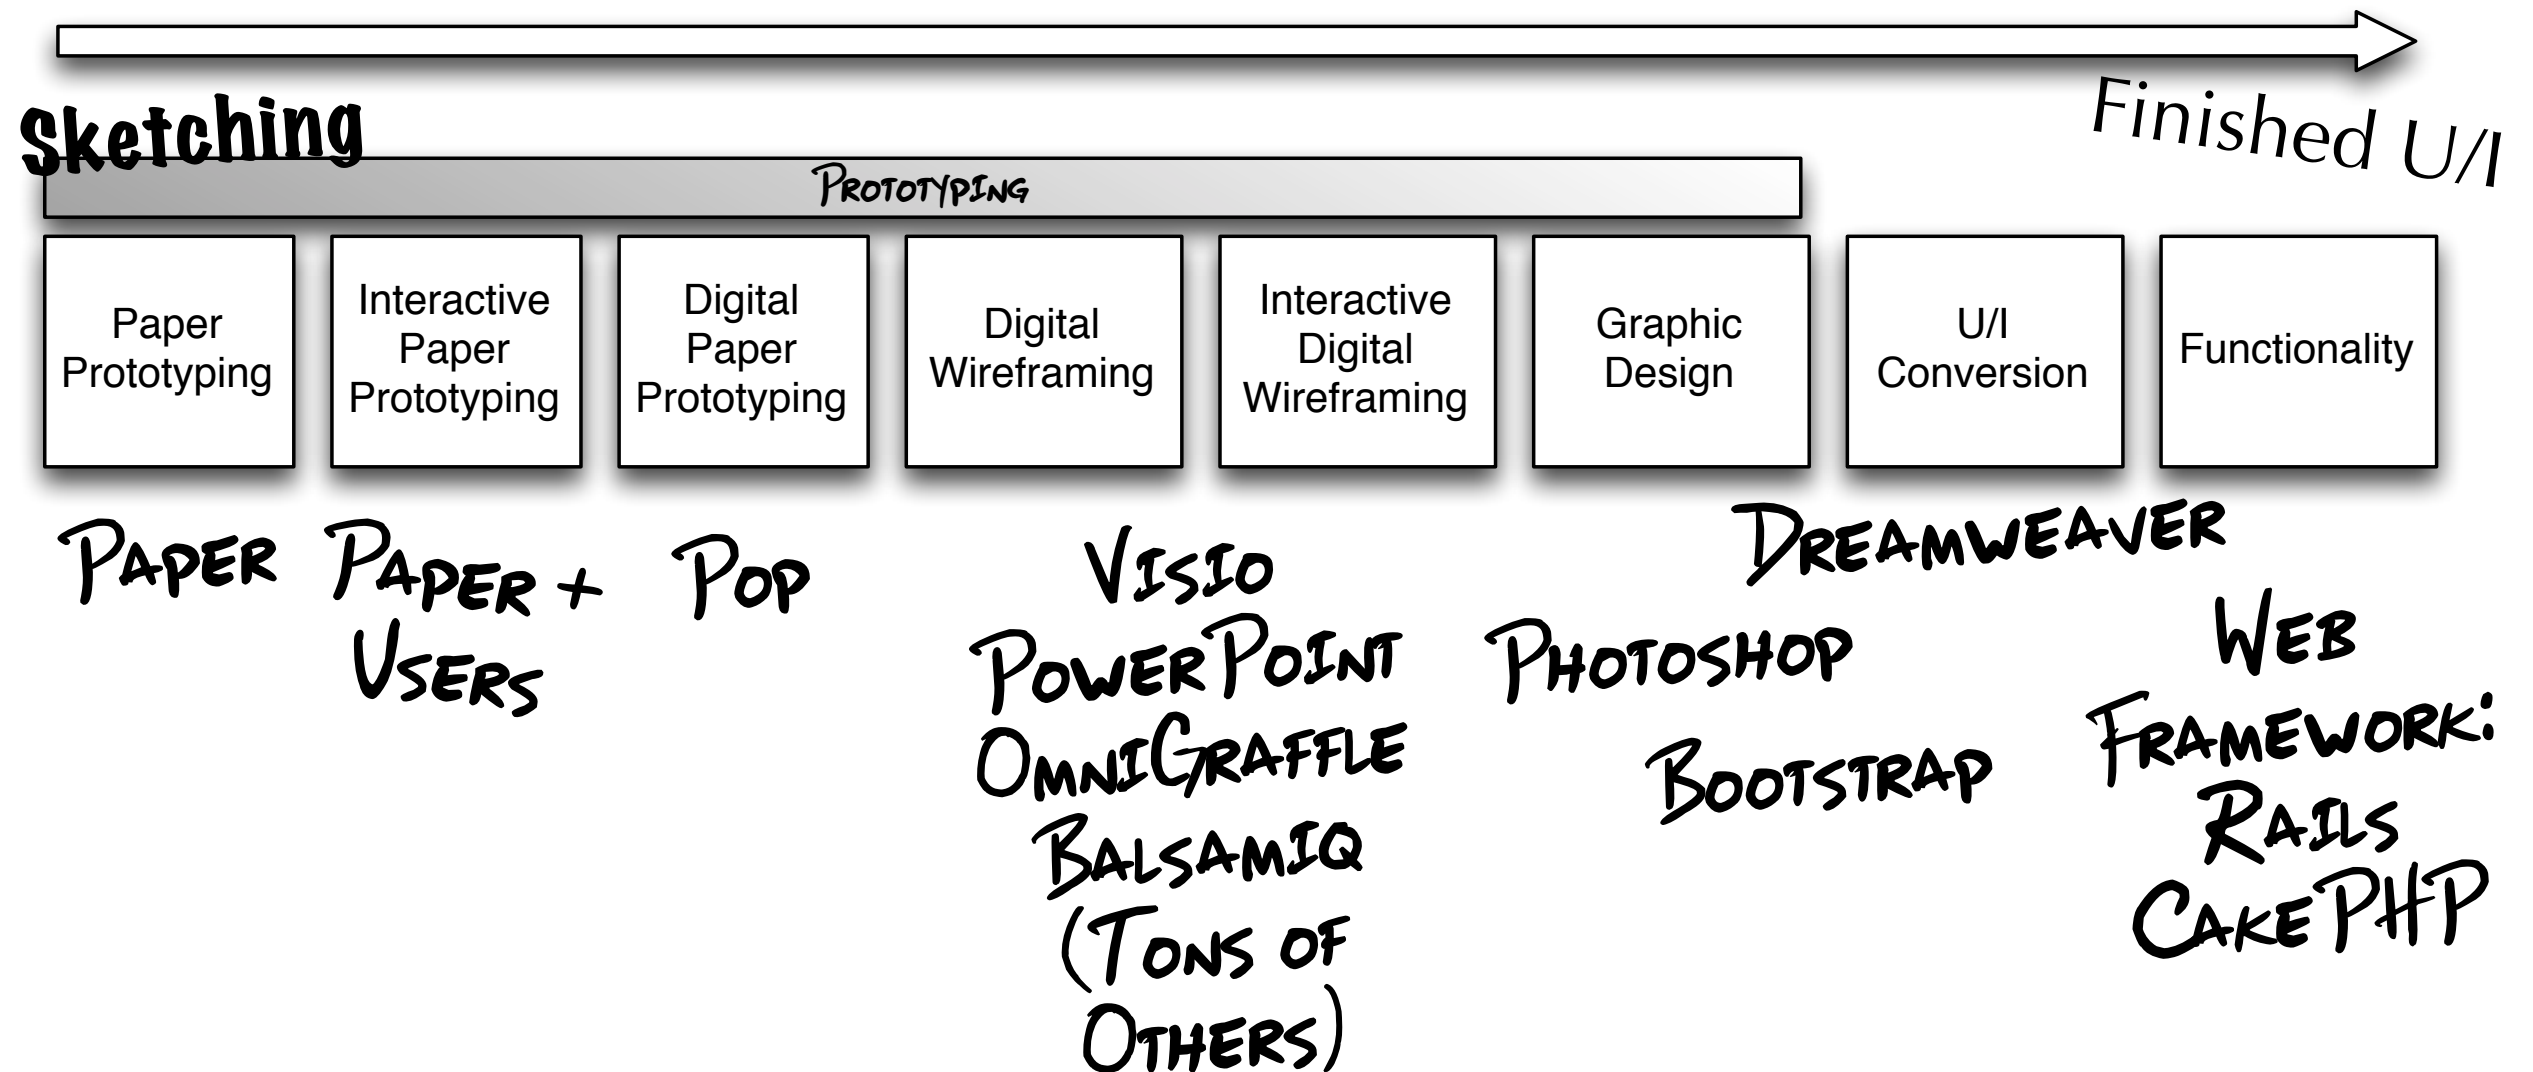 Sketching
Finished U/I
PROTOTYPING
Paper
Prototyping
Interactive
Paper
Prototyping
Digital
Paper
Prototyping
Digital
Wireframing
Interactive
Digital
Wireframing
Graphic
Design
U/I
Conversion
Functionality
PAPER
PAPER +
USERS
POP
VISIO
POWERPOINT
OMNIGRAFFLE
BALSAMIQ
(TONS OF
OTHERS)
DREAMWEAVER
PHOTOSHOP
BOOTSTRAP
WEB
FRAMEWORK:
RAILS
CAKEPHP